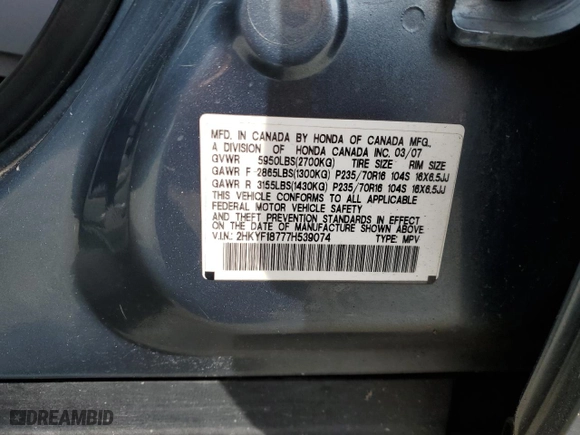 MFD. IN CANADA BY HONDA OF CANADA MFG.,
A DIVISION OF HONDA CANADA INC. 03/07
GVWR 5950LBS(2700KG) TIRE SIZE RIM SIZE
GAWR F - 2865LBS(1300KG) P235/70R16 104S 16X6.5JJ
GAWR R 3155LBS(1430KG) P235/70R16 104S 16X6.5JJ
THIS VEHICLE CONFORMS TO ALL APPLICABLE
FEDERAL MOTOR VEHICLE SAFETY
AND THEFT PREVENTION STANDARDS IN EFFECT
ON THE DATE OF MANUFACTURE SHOWN ABOVE.
V.I.N.: 2HKYF18777H539074 TYPE: MPV
DREAMBID